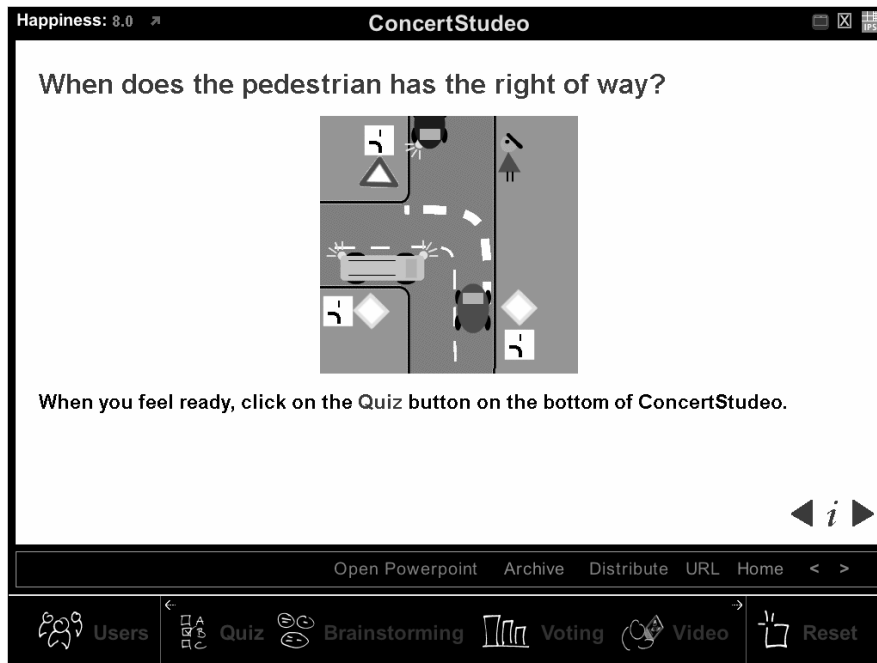 Happiness: 8.0
ConcertStudeo
IPSI
When does the pedestrian has the right of way?
When you feel ready, click on the Quiz button on the bottom of ConcertStudeo.
i
Open Powerpoint Archive Distribute URL Home < >
Users
A
B
C
Quiz
Brainstorming
Voting
Video
Reset